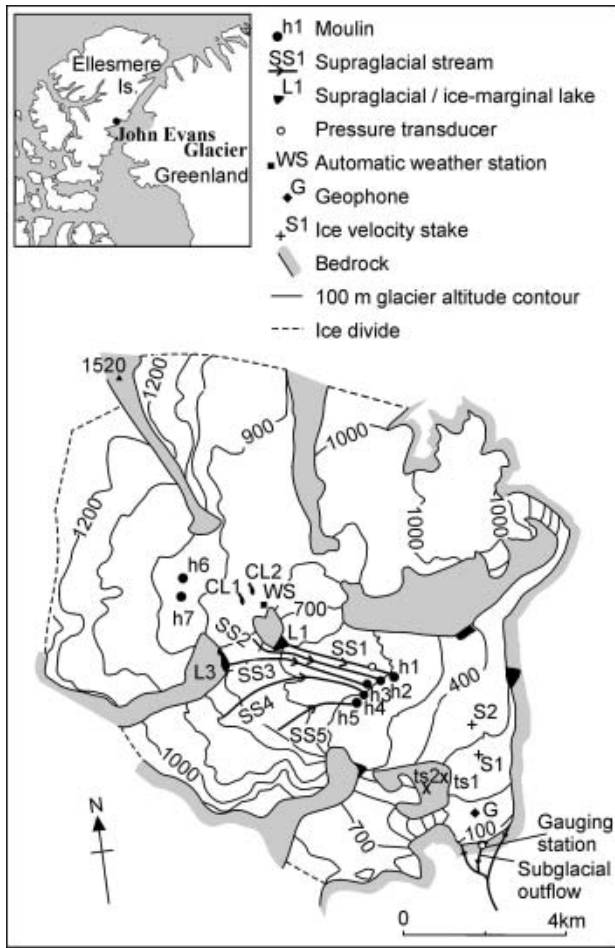 Ellesmere
Is.
John Evans
Glacier
Greenland
h1 Moulin
SS1 Supraglacial stream
L1 Supraglacial / ice-marginal lake
Pressure transducer
WS Automatic weather station
G Geophone
S1 Ice velocity stake
Bedrock
100 m glacier altitude contour
Ice divide
1520
1200
1200
900
1000
1000
1000
h6
h7
CL1
CL2
WS
700
SS2
L1
SS1
h1
L3
SS3
h2
h3
SS4
h4
h5
SS5
400
S2
S1
ts2x
x
ts1
1000
700
G
100
Gauging
station
Subglacial
outflow
N
0
4km